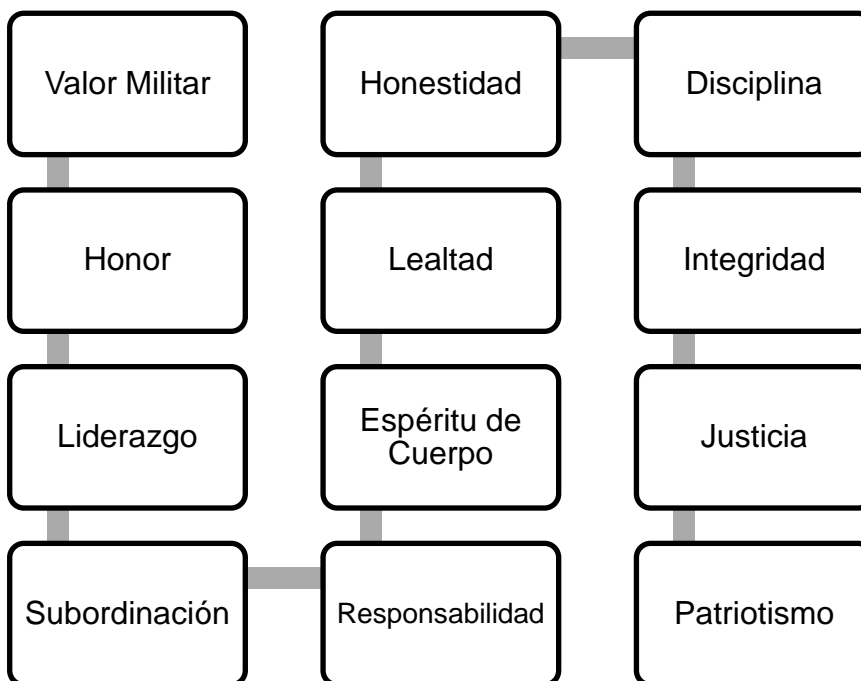 Valor Militar
Honor
Liderazgo
Subordinación
Responsabilidad
Espéritu de
Cuerpo
Lealtad
Honestidad
Disciplina
Integridad
Justicia
Patriotismo